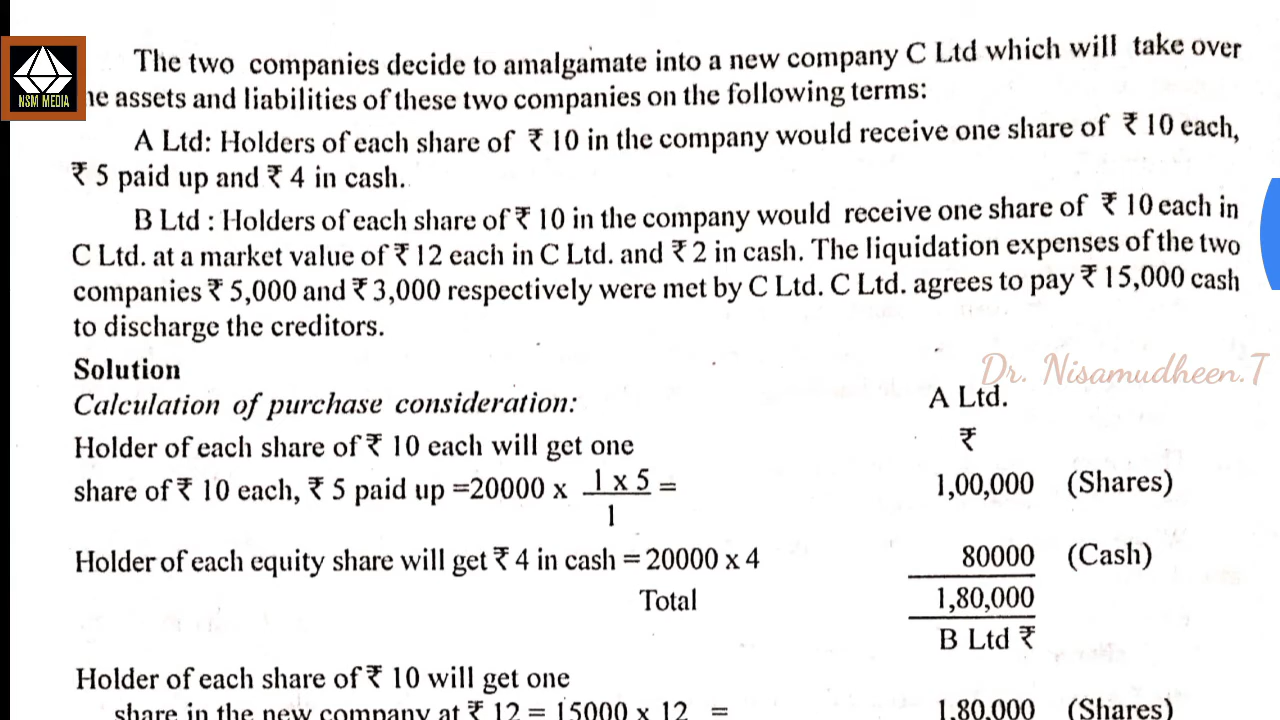 The two companies decide to amalgamate into a new company C Ltd which will take over
he assets and liabilities of these two companies on the following terms:
A Ltd: Holders of each share of ₹ 10 in the company would receive one share of ₹ 10 each,
₹ 5 paid up and ₹ 4 in cash.
B Ltd : Holders of each share of ₹ 10 in the company would receive one share of ₹ 10 each in
C Ltd. at a market value of ₹ 12 each in C Ltd. and ₹ 2 in cash. The liquidation expenses of the two
companies ₹ 5,000 and ₹ 3,000 respectively were met by C Ltd. C Ltd. agrees to pay ₹ 15,000 cash
to discharge the creditors.
NSM MEDIA
Dr. Nisamudheen.T
Solution
Calculation of purchase consideration: A Ltd.
Holder of each share of ₹ 10 each will get one ₹
share of ₹ 10 each, ₹ 5 paid up =20000 x 1 x 5 = 1,00,000 (Shares)
1
Holder of each equity share will get ₹ 4 in cash = 20000 x 4 80000 (Cash)
Total 1,80,000
B Ltd ₹
Holder of each share of ₹ 10 will get one
share in the new company at ₹ 12 = 15000 x 12 = 1,80,000 (Shares)